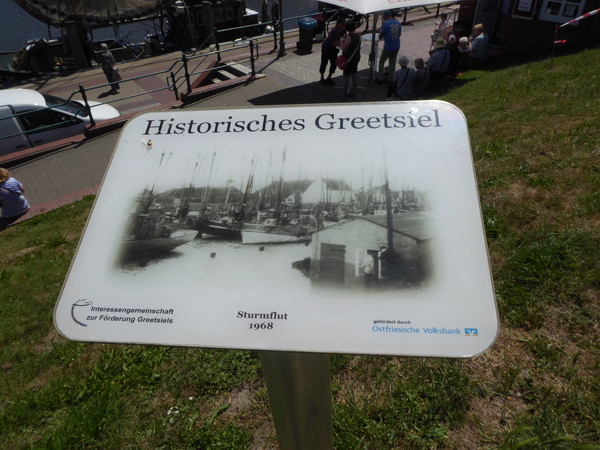 Historisches Greetsiel
Interessengemeinschaft
zur Förderung Greetsiels
Sturmflut
1968
gefördert durch
Ostfriesische Volksbank